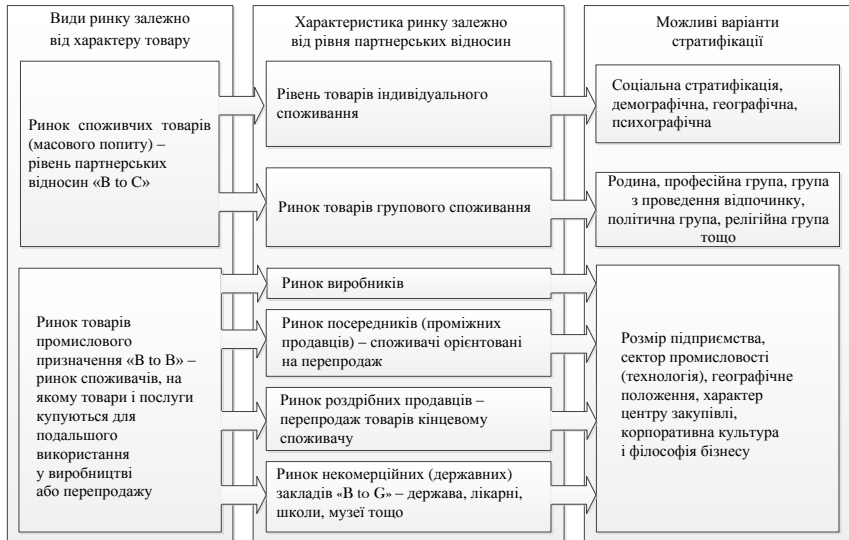 Види ринку залежно
від характеру товару
Характеристика ринку залежно
від рівня партнерських відносин
Можливі варіанти
стратифікації
Ринок споживчих товарів
(масового попиту) –
рівень партнерських
відносин «B to C»
Рівень товарів індивідуального
споживання
Соціальна стратифікація,
демографічна, географічна,
психографічна
Ринок товарів групового споживання
Родина, професійна група, група
з проведення відпочинку,
політична група, релігійна група
тощо
Ринок товарів
промислового
призначення «B to B» –
ринок споживачів, на
якому товари і послуги
купуються для
подальшого
використання
у виробництві
або перепродажу
Ринок виробників
Ринок посередників (проміжних
продавців) – споживачі орієнтовані
на перепродаж
Ринок роздрібних продавців –
перепродаж товарів кінцевому
споживачу
Ринок некомерційних (державних)
закладів «B to G» – держава, лікарні,
школи, музеї тощо
Розмір підприємства,
сектор промисловості
(технологія), географічне
положення, характер
центру закупівлі,
корпоративна культура
і філософія бізнесу